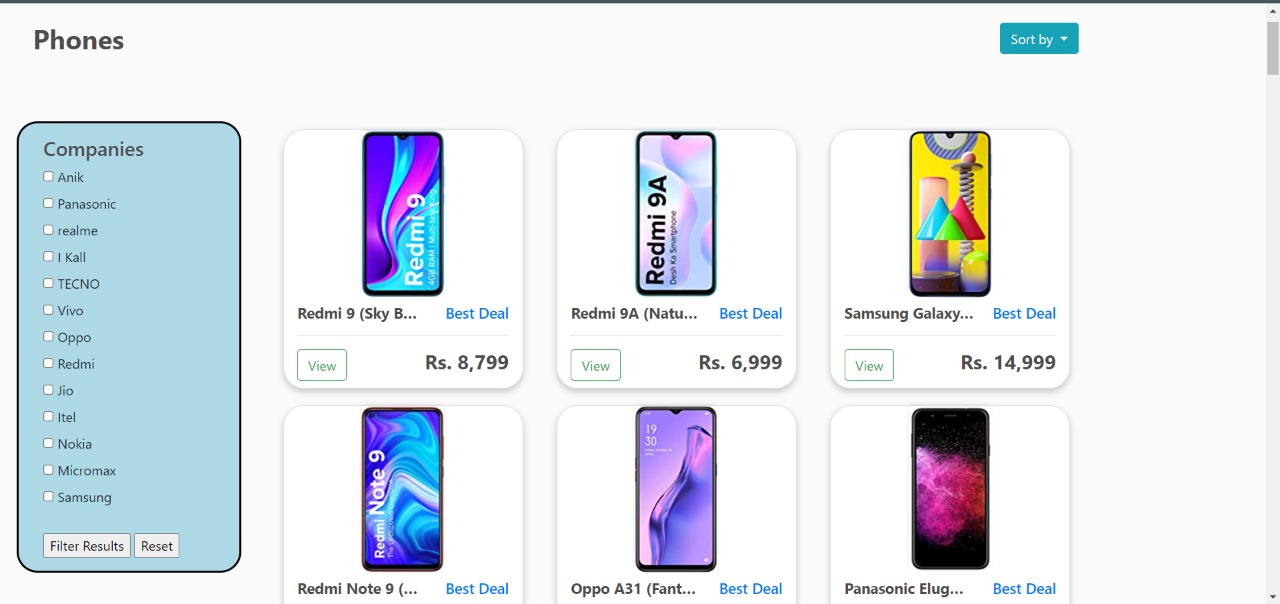 Phones
Sort by
Companies
Anik
Panasonic
realme
I Kall
TECNO
Vivo
Oppo
Redmi
Jio
Itel
Nokia
Micromax
Samsung
Filter Results Reset
Redmi 9
4GB RAM
Redmi 9 (Sky B... Best Deal
View Rs. 8,799
Redmi 9A
Desh Ka Smartphone
Redmi 9A (Natu... Best Deal
View Rs. 6,999
Samsung Galaxy... Best Deal
View Rs. 14,999
Redmi Note 9
Redmi Note 9 (... Best Deal
19
30
Oppo A31 (Fant... Best Deal
Panasonic Elug... Best Deal